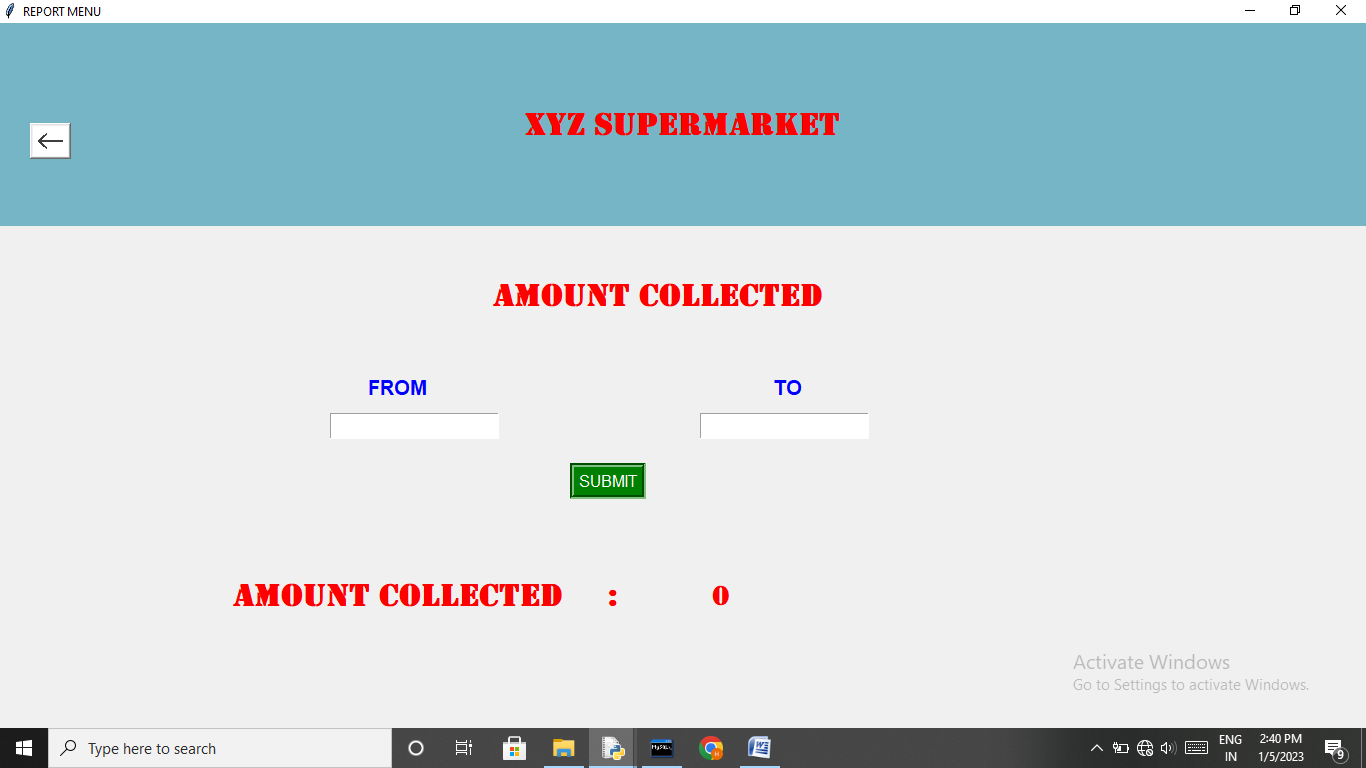 REPORT MENU
XYZ SUPERMARKET
AMOUNT COLLECTED
FROM TO
SUBMIT
AMOUNT COLLECTED : 0
Activate Windows
Go to Settings to activate Windows.
Type here to search
MySQL
W
ENG
IN
2:40 PM
1/5/2023
9